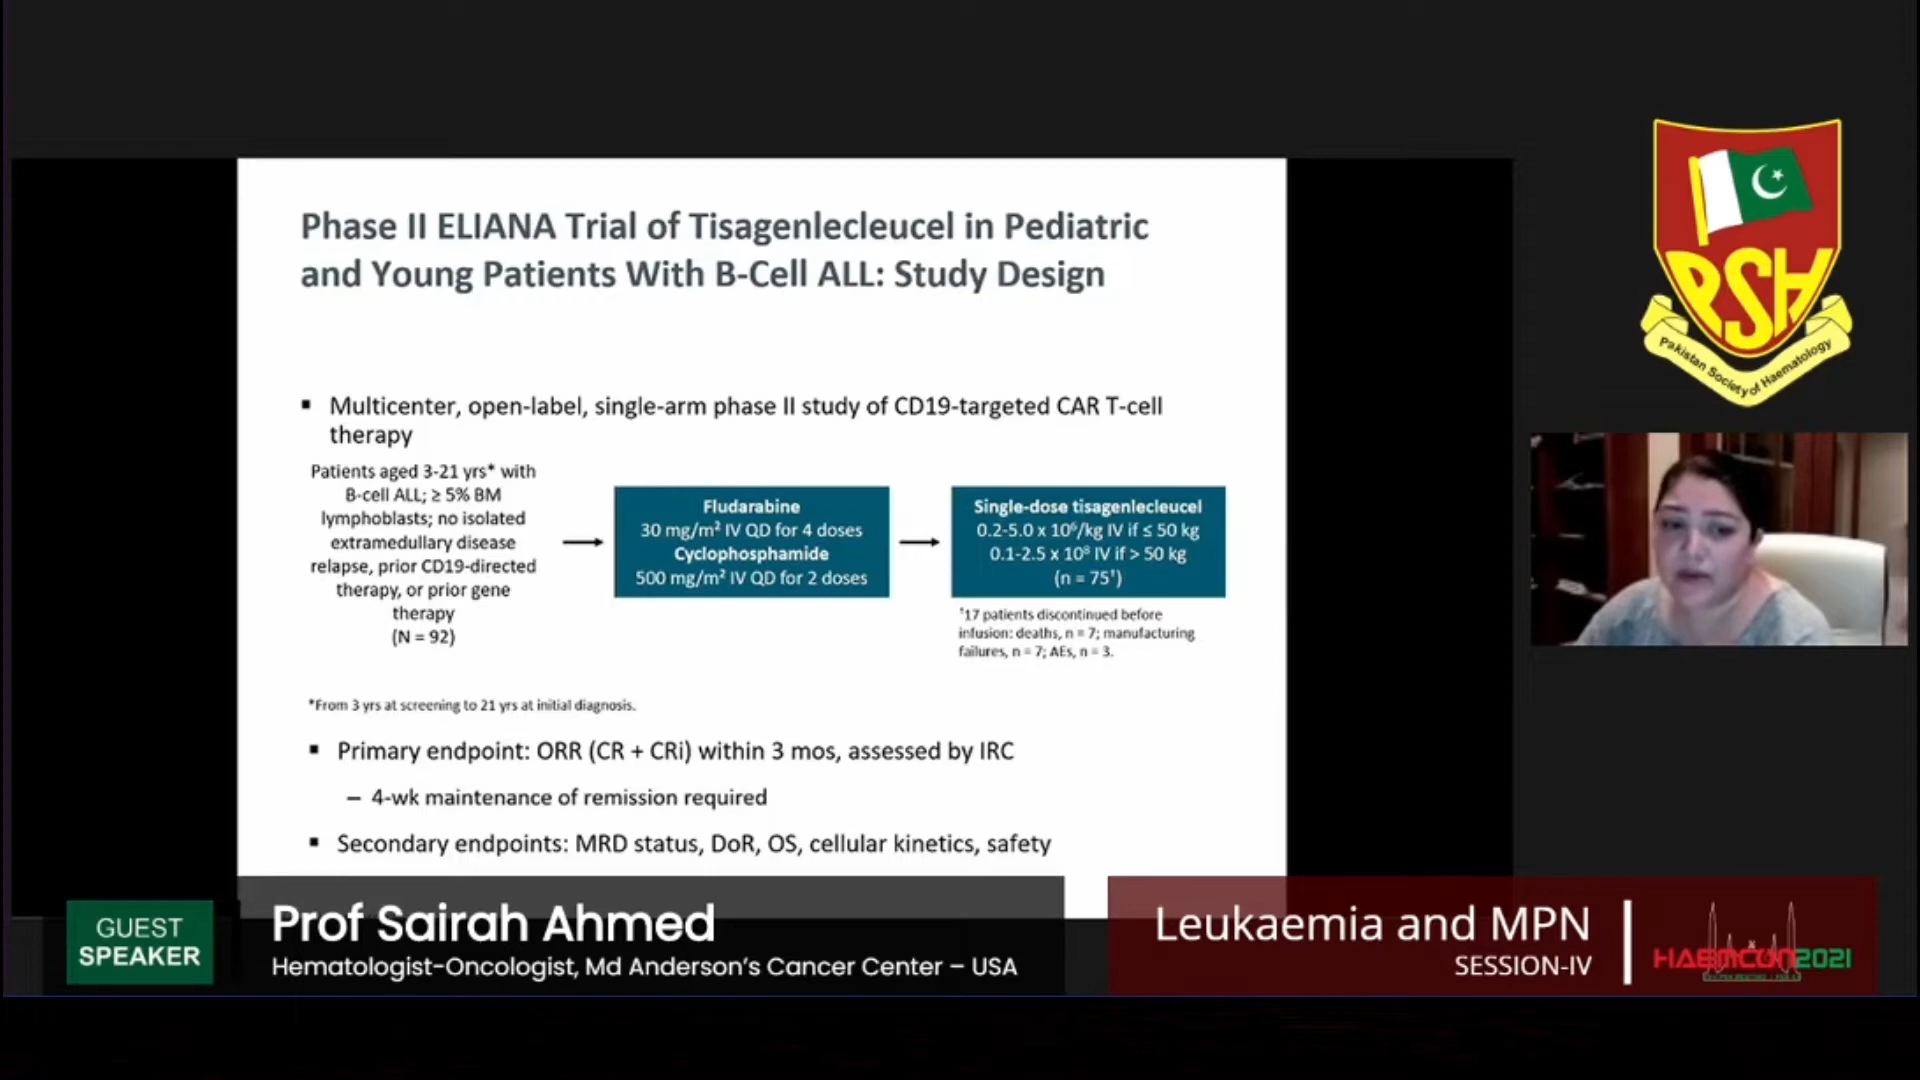 Phase II ELIANA Trial of Tisagenlecleucel in Pediatric
and Young Patients With B-Cell ALL: Study Design
▪ Multicenter, open-label, single-arm phase II study of CD19-targeted CAR T-cell
therapy
Patients aged 3-21 yrs* with
B-cell ALL; ≥ 5% BM
lymphoblasts; no isolated
extramedullary disease
relapse, prior CD19-directed
therapy, or prior gene
therapy
(N = 92)
Fludarabine
30 mg/m² IV QD for 4 doses
Cyclophosphamide
500 mg/m² IV QD for 2 doses
Single-dose tisagenlecleucel
0.2-5.0 x 10⁶/kg IV if ≤ 50 kg
0.1-2.5 x 10⁸ IV if > 50 kg
(n = 75†)
†17 patients discontinued before
infusion: deaths, n = 7; manufacturing
failures, n = 7; AEs, n = 3.
*From 3 yrs at screening to 21 yrs at initial diagnosis.
▪ Primary endpoint: ORR (CR + CRi) within 3 mos, assessed by IRC
– 4-wk maintenance of remission required
▪ Secondary endpoints: MRD status, DoR, OS, cellular kinetics, safety
PSH
Pakistan Society of Haematology
GUEST
SPEAKER
Prof Sairah Ahmed
Hematologist-Oncologist, Md Anderson's Cancer Center – USA
Leukaemia and MPN
SESSION-IV
HAEMCON2021